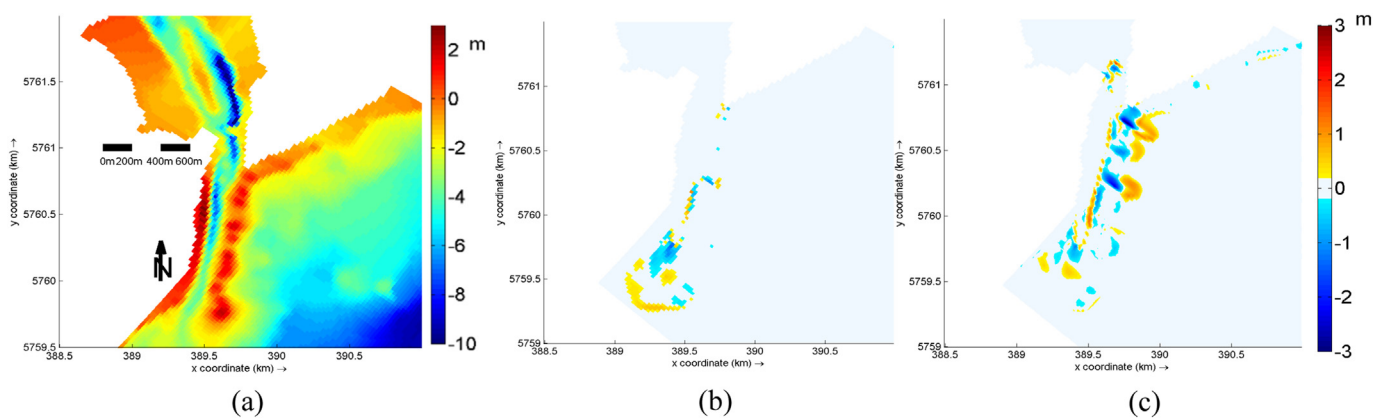 2 m
0
-2
-4
-6
-8
-10
5761.5
5761
5760.5
5760
5759.5
y coordinate (km) →
0m200m 400m 600m
N
388.5 389 389.5 390 390.5
x coordinate (km) →
(a)
5761
5760.5
5760
5759.5
5759
y coordinate (km) →
388.5 389 389.5 390 390.5
x coordinate (km) →
(b)
5761
5760.5
5760
5759.5
5759
y coordinate (km) →
388.5 389 389.5 390 390.5
x coordinate (km) →
(c)
3 m
2
1
0
-1
-2
-3